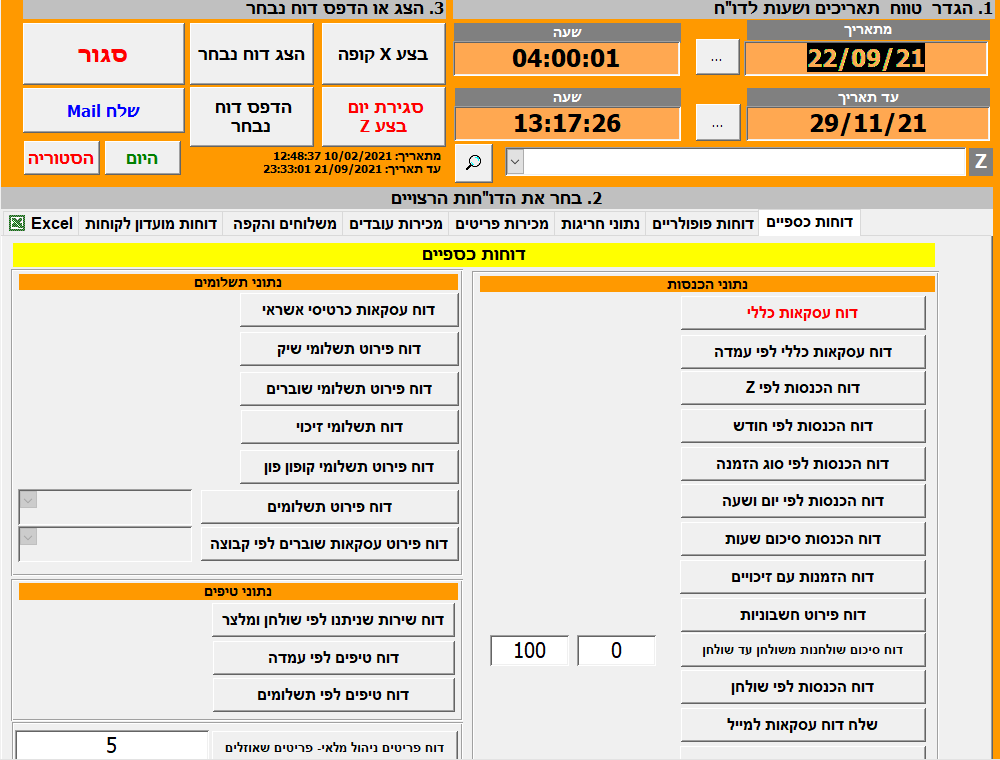 1. הגדר טווח תאריכים ושעות לדו"ח
מתאריך
שעה
22/09/21
...
04:00:01
עד תאריך
שעה
29/11/21
...
13:17:26
Z
3. הצג או הדפס דוח נבחר
בצע X קופה
הצג דוח נבחר
סגור
סגירת יום
בצע Z
הדפס דוח
נבחר
שלח Mail
היום
הסטוריה
מתאריך: 10/02/2021 12:48:37
עד תאריך: 21/09/2021 23:33:01
2. בחר את הדו"חות הרצויים
דוחות כספיים
דוחות פופולריים
נתוני חריגות
מכירות פריטים
מכירות עובדים
משלוחים והקפה
דוחות מועדון לקוחות
Excel
דוחות כספיים
נתוני הכנסות
דוח עסקאות כללי
דוח עסקאות כללי לפי עמדה
דוח הכנסות לפי Z
דוח הכנסות לפי חודש
דוח הכנסות לפי סוג הזמנה
דוח הכנסות לפי יום ושעה
דוח הכנסות סיכום שעות
דוח הזמנות עם זיכויים
דוח פירוט חשבוניות
דוח סיכום שולחנות משולחן עד שולחן
0
100
דוח הכנסות לפי שולחן
שלח דוח עסקאות למייל
נתוני תשלומים
דוח עסקאות כרטיסי אשראי
דוח פירוט תשלומי שיק
דוח פירוט תשלומי שוברים
דוח תשלומי זיכוי
דוח פירוט תשלומי קופון פון
דוח פירוט תשלומים
דוח פירוט עסקאות שוברים לפי קבוצה
נתוני טיפים
דוח שירות שניתנו לפי שולחן ומלצר
דוח טיפים לפי עמדה
דוח טיפים לפי תשלומים
דוח פריטים ניהול מלאי- פריטים שאוזלים
5